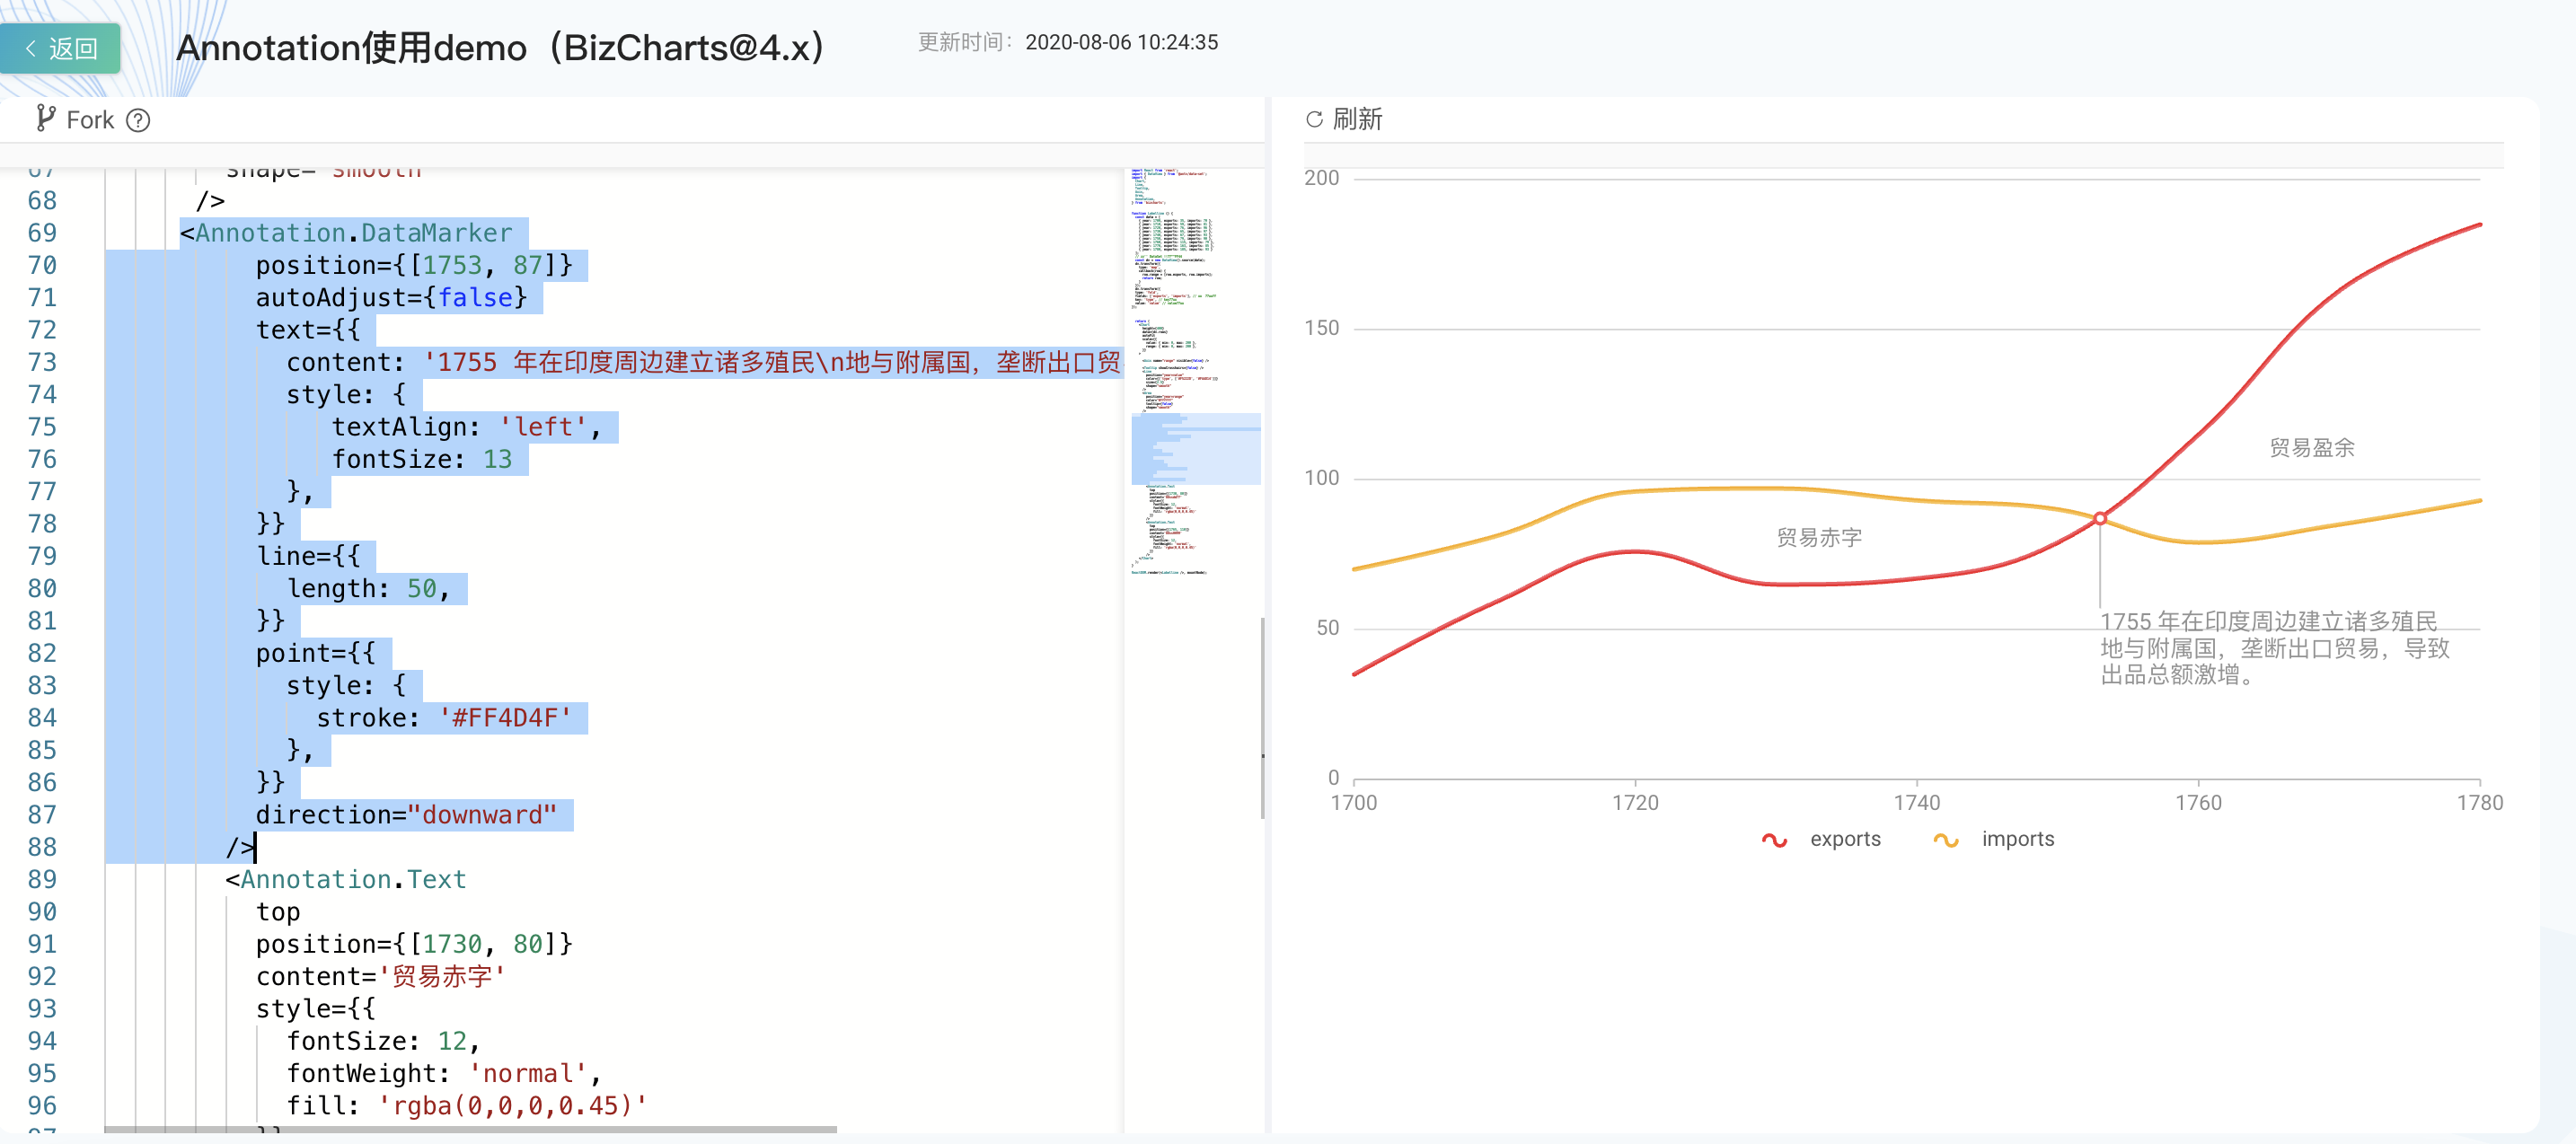 返回
Annotation使用demo（BizCharts@4.x）
更新时间： 2020-08-06 10:24:35
Fork
刷新
67 shape="smooth"
68 />
69 <Annotation.DataMarker
70 position={[1753, 87]}
71 autoAdjust={false}
72 text={{
73 content: '1755 年在印度周边建立诸多殖民\n地与附属国，垄断出口贸
74 style: {
75 textAlign: 'left',
76 fontSize: 13
77 },
78 }}
79 line={{
80 length: 50,
81 }}
82 point={{
83 style: {
84 stroke: '#FF4D4F'
85 },
86 }}
87 direction="downward"
88 />
89 <Annotation.Text
90 top
91 position={[1730, 80]}
92 content='贸易赤字'
93 style={{
94 fontSize: 12,
95 fontWeight: 'normal',
96 fill: 'rgba(0,0,0,0.45)'
97 }}
200
150
100
50
0
贸易盈余
贸易赤字
1755 年在印度周边建立诸多殖民
地与附属国，垄断出口贸易，导致
出品总额激增。
1700 1720 1740 1760 1780
exports imports